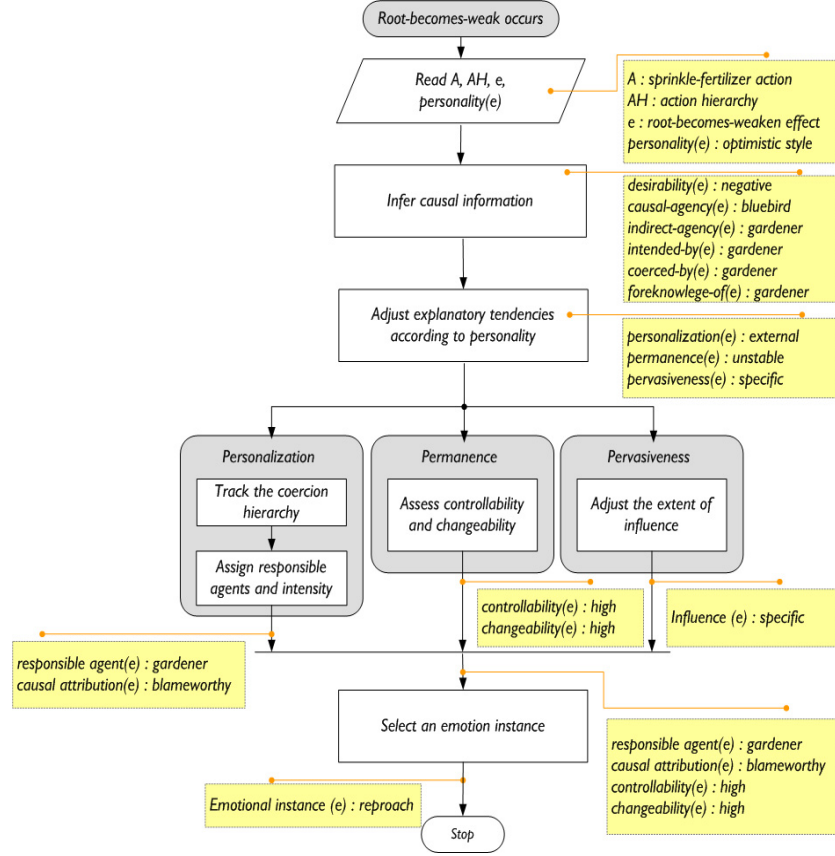 Root-becomes-weak occurs
Read A, AH, e,
personality(e)
A : sprinkle-fertilizer action
AH : action hierarchy
e : root-becomes-weaken effect
personality(e) : optimistic style
Infer causal information
desirability(e) : negative
causal-agency(e) : bluebird
indirect-agency(e) : gardener
intended-by(e) : gardener
coerced-by(e) : gardener
foreknowlege-of(e) : gardener
Adjust explanatory tendencies
according to personality
personalization(e) : external
permanence(e) : unstable
pervasiveness(e) : specific
Personalization
Track the coercion
hierarchy
Assign responsible
agents and intensity
Permanence
Assess controllability
and changeability
Pervasiveness
Adjust the extent of
influence
controllability(e) : high
changeability(e) : high
Influence (e) : specific
responsible agent(e) : gardener
causal attribution(e) : blameworthy
Select an emotion instance
responsible agent(e) : gardener
causal attribution(e) : blameworthy
controllability(e) : high
changeability(e) : high
Emotional instance (e) : reproach
Stop